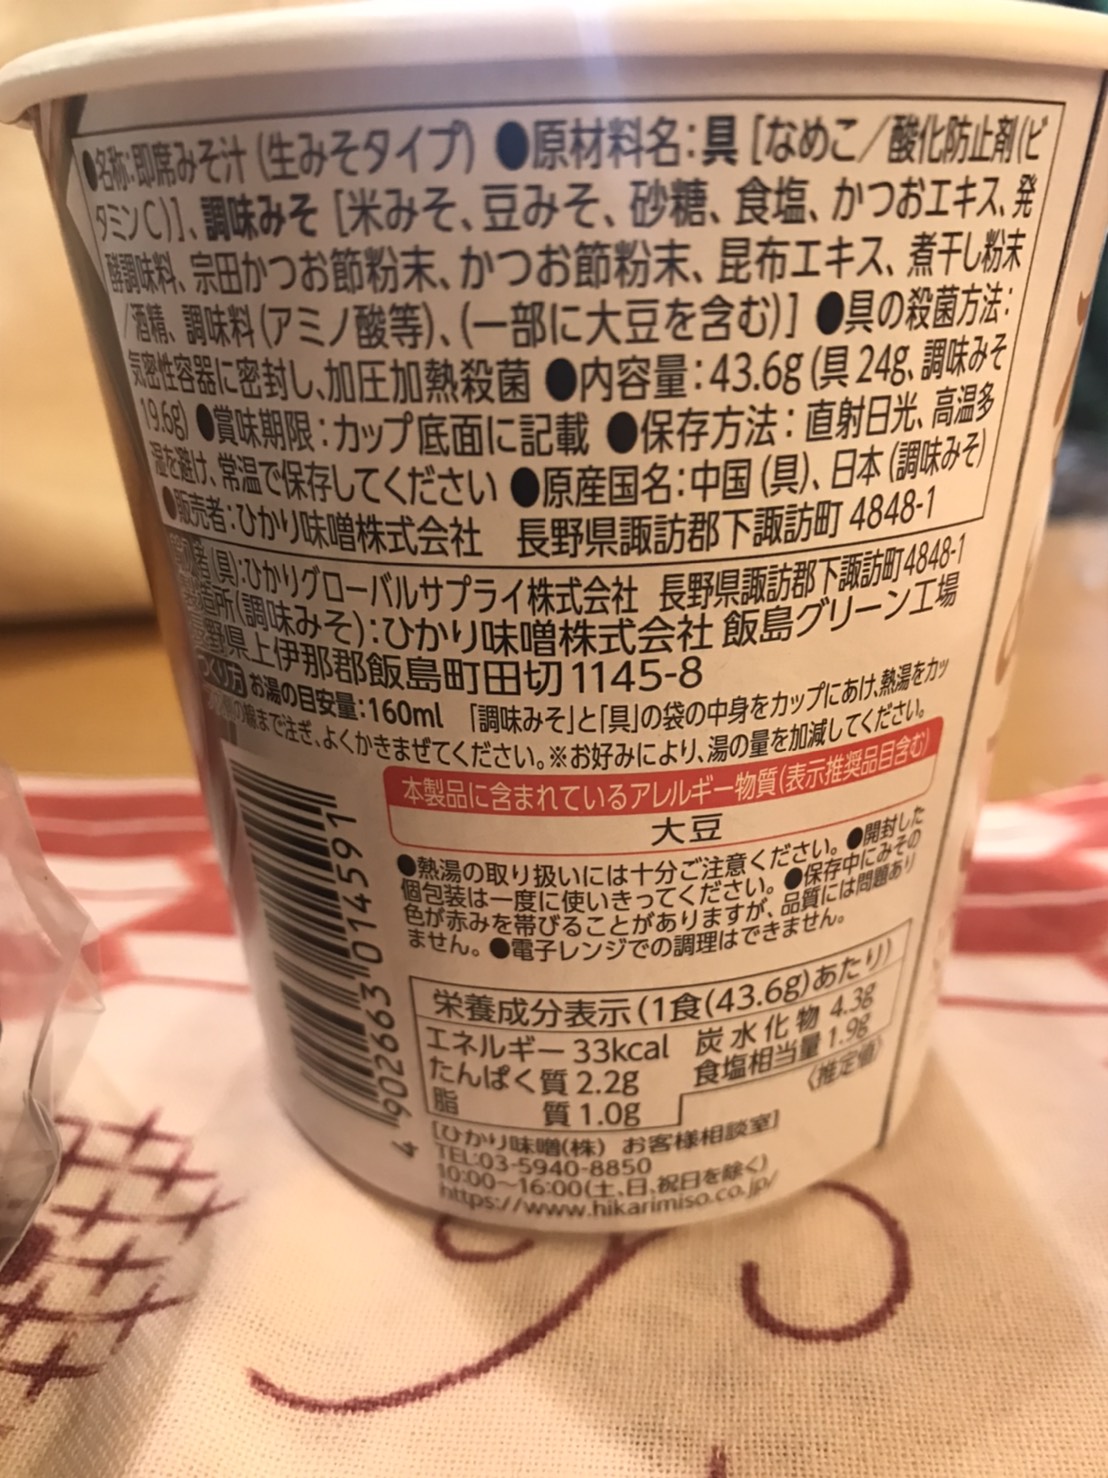 ●名称:即席みそ汁(生みそタイプ) ●原材料名:具[なめこ/酸化防止剤(ビ
タミンC)]、調味みそ[米みそ、豆みそ、砂糖、食塩、かつおエキス、発
酵調味料、宗田かつお節粉末、かつお節粉末、昆布エキス、煮干し粉末
/酒精、調味料(アミノ酸等)、(一部に大豆を含む)] ●具の殺菌方法:
気密性容器に密封し、加圧加熱殺菌 ●内容量:43.6g(具24g、調味みそ
19.6g) ●賞味期限:カップ底面に記載 ●保存方法:直射日光、高温多
湿を避け、常温で保存してください ●原産国名:中国(具)、日本(調味みそ)
●販売者:ひかり味噌株式会社 長野県諏訪郡下諏訪町4848-1
者(具):ひかりグローバルサプライ株式会社 長野県諏訪郡下諏訪町4848-1
造所(調味みそ):ひかり味噌株式会社 飯島グリーン工場
長野県上伊那郡飯島町田切1145-8
つくり方 お湯の目安量:160ml 「調味みそ」と「具」の袋の中身をカップにあけ、熱湯をカッ
の線まで注ぎ、よくかきまぜてください。※お好みにより、湯の量を加減してください。
本製品に含まれているアレルギー物質(表示推奨品目含む)
大豆
●熱湯の取り扱いには十分ご注意ください。●開封した
個包装は一度に使いきってください。●保存中にみその
色が赤みを帯びることがありますが、品質には問題あり
ません。●電子レンジでの調理はできません。
4 902663 014591
栄養成分表示(1食(43.6g)あたり)
エネルギー 33kcal 炭水化物 4.3g
たんぱく質 2.2g 食塩相当量 1.9g
脂質 1.0g 〈推定値〉
[ひかり味噌(株) お客様相談室]
TEL:03-5940-8850
10:00〜16:00(土、日、祝日を除く)
https://www.hikarimiso.co.jp/